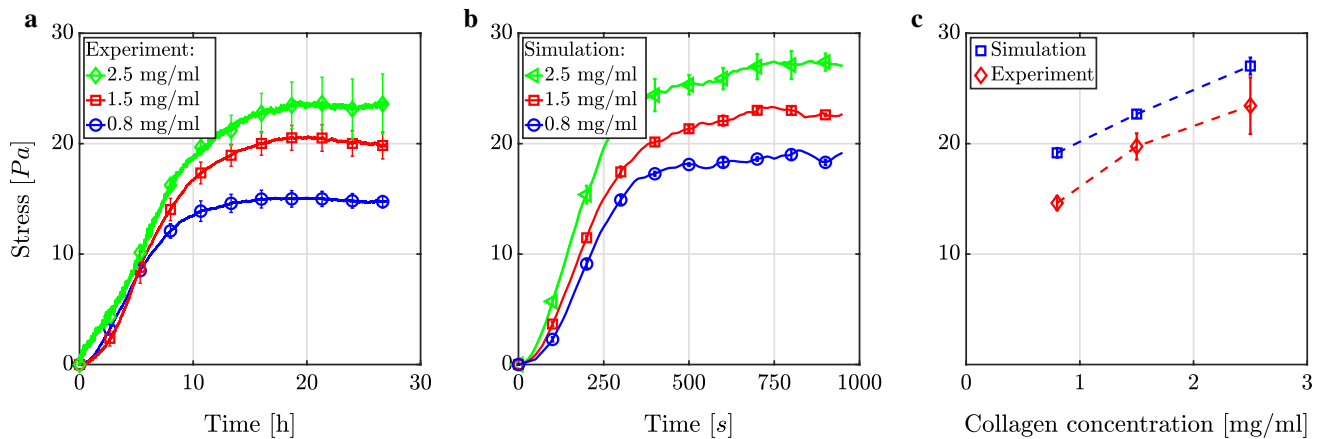 a
Stress [Pa]
30
20
10
0
Experiment:
2.5 mg/ml
1.5 mg/ml
0.8 mg/ml
0 10 20 30
Time [h]
b
30
20
10
0
Simulation:
2.5 mg/ml
1.5 mg/ml
0.8 mg/ml
0 250 500 750 1000
Time [s]
c
30
20
10
0
Simulation
Experiment
0 1 2 3
Collagen concentration [mg/ml]